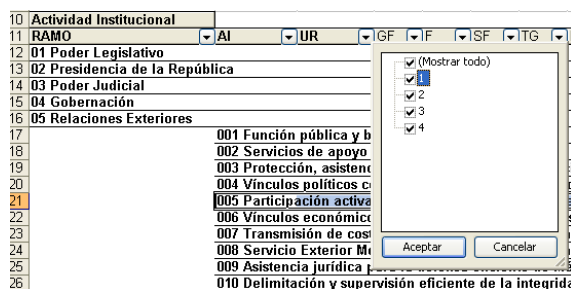 10 Actividad Institucional
11 RAMO AI UR GF F SF TG
12 01 Poder Legislativo
13 02 Presidencia de la República
14 03 Poder Judicial
15 04 Gobernación
16 05 Relaciones Exteriores
17 001 Función pública y b
18 002 Servicios de apoyo
19 003 Protección, asistenc
20 004 Vínculos políticos c
21 005 Participación activa
22 006 Vínculos económico
23 007 Transmisión de cost
24 008 Servicio Exterior Me
25 009 Asistencia jurídica
26 010 Delimitación y supervisión eficiente de la integrida
(Mostrar todo)
1
2
3
4
Aceptar Cancelar